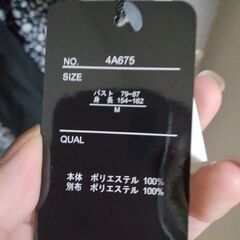 NO. 4A675
SIZE
バスト 79-87
身長 154-162
M
QUAL
本体 ポリエステル 100%
別布 ポリエステル 100%